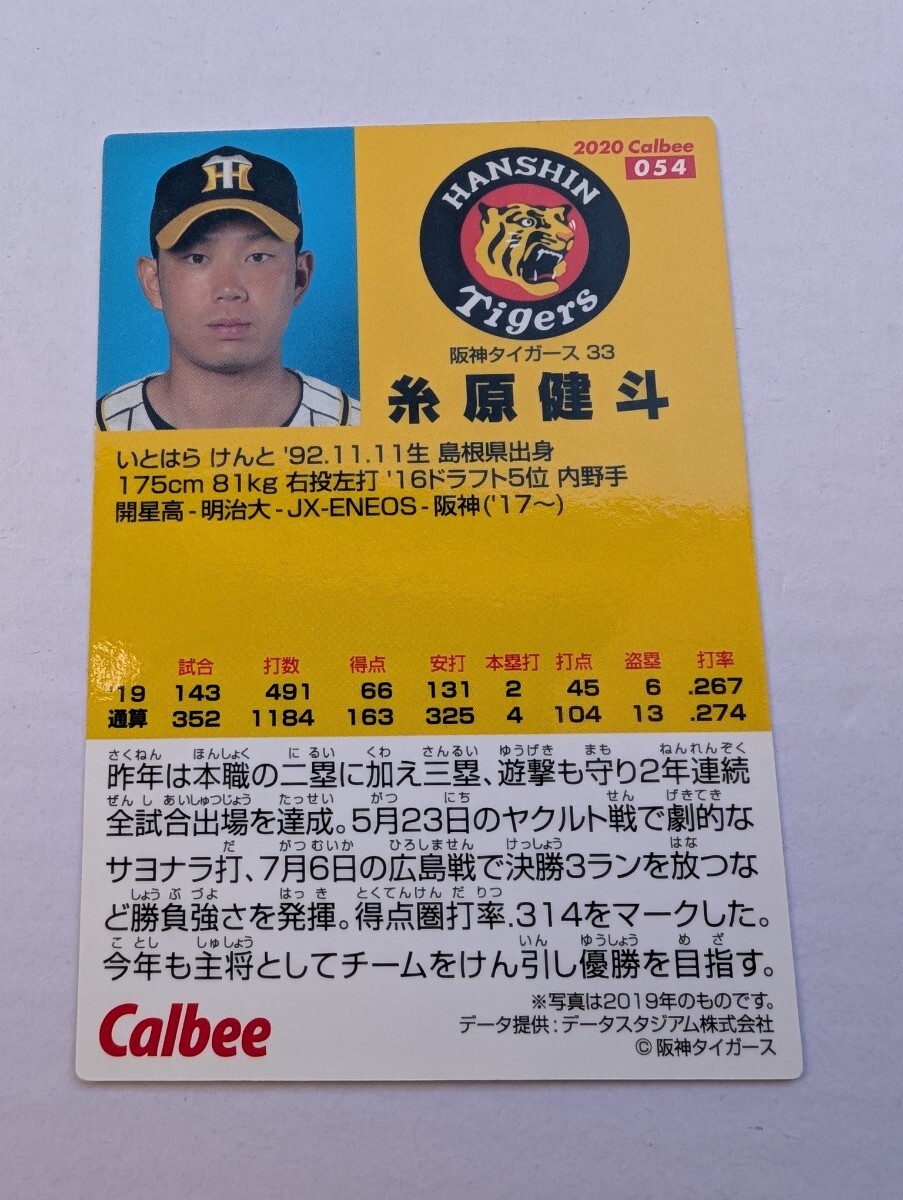 2020 Calbee
054
HANSHIN
Tigers
阪神タイガース 33
糸原健斗
いとはら けんと '92.11.11生 島根県出身
175cm 81kg 右投左打 '16ドラフト5位 内野手
開星高 - 明治大 - JX-ENEOS - 阪神('17〜)
試合 打数 得点 安打 本塁打 打点 盗塁 打率
'19 143 491 66 131 2 45 6 .267
通算 352 1184 163 325 4 104 13 .274
さくねん ほんしょく にるい くわ さんるい ゆうげき まも ねんれんぞく
昨年は本職の二塁に加え三塁、遊撃も守り2年連続
ぜんしあいしゅつじょう たっせい がつ にち せん げきてき
全試合出場を達成。5月23日のヤクルト戦で劇的な
だ がつむいか ひろしません けっしょう はな
サヨナラ打、7月6日の広島戦で決勝3ランを放つな
しょうぶづよ はっき とくてんけんだりつ
ど勝負強さを発揮。得点圏打率.314をマークした。
ことし しゅしょう いん ゆうしょう めざ
今年も主将としてチームをけん引し優勝を目指す。
※写真は2019年のものです。
Calbee
データ提供:データスタジアム株式会社
© 阪神タイガース